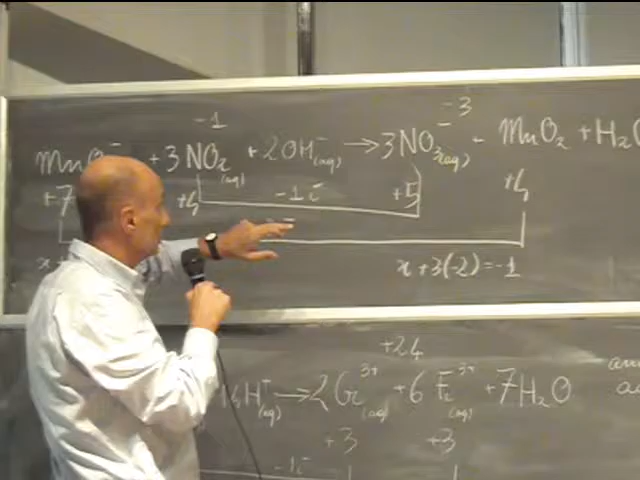 -1 -3
MnO + 3NO₂(aq) + 2OH⁻(aq) → 3NO₃⁻(aq) + MnO₂ + H₂O
+7 +4 -1e⁻ +5 +4
x+3(-2)=-1
+24
14H⁺(aq) → 2Cr³⁺(aq) + 6Fe³⁺(aq) + 7H₂O
+3 +3
-1e⁻